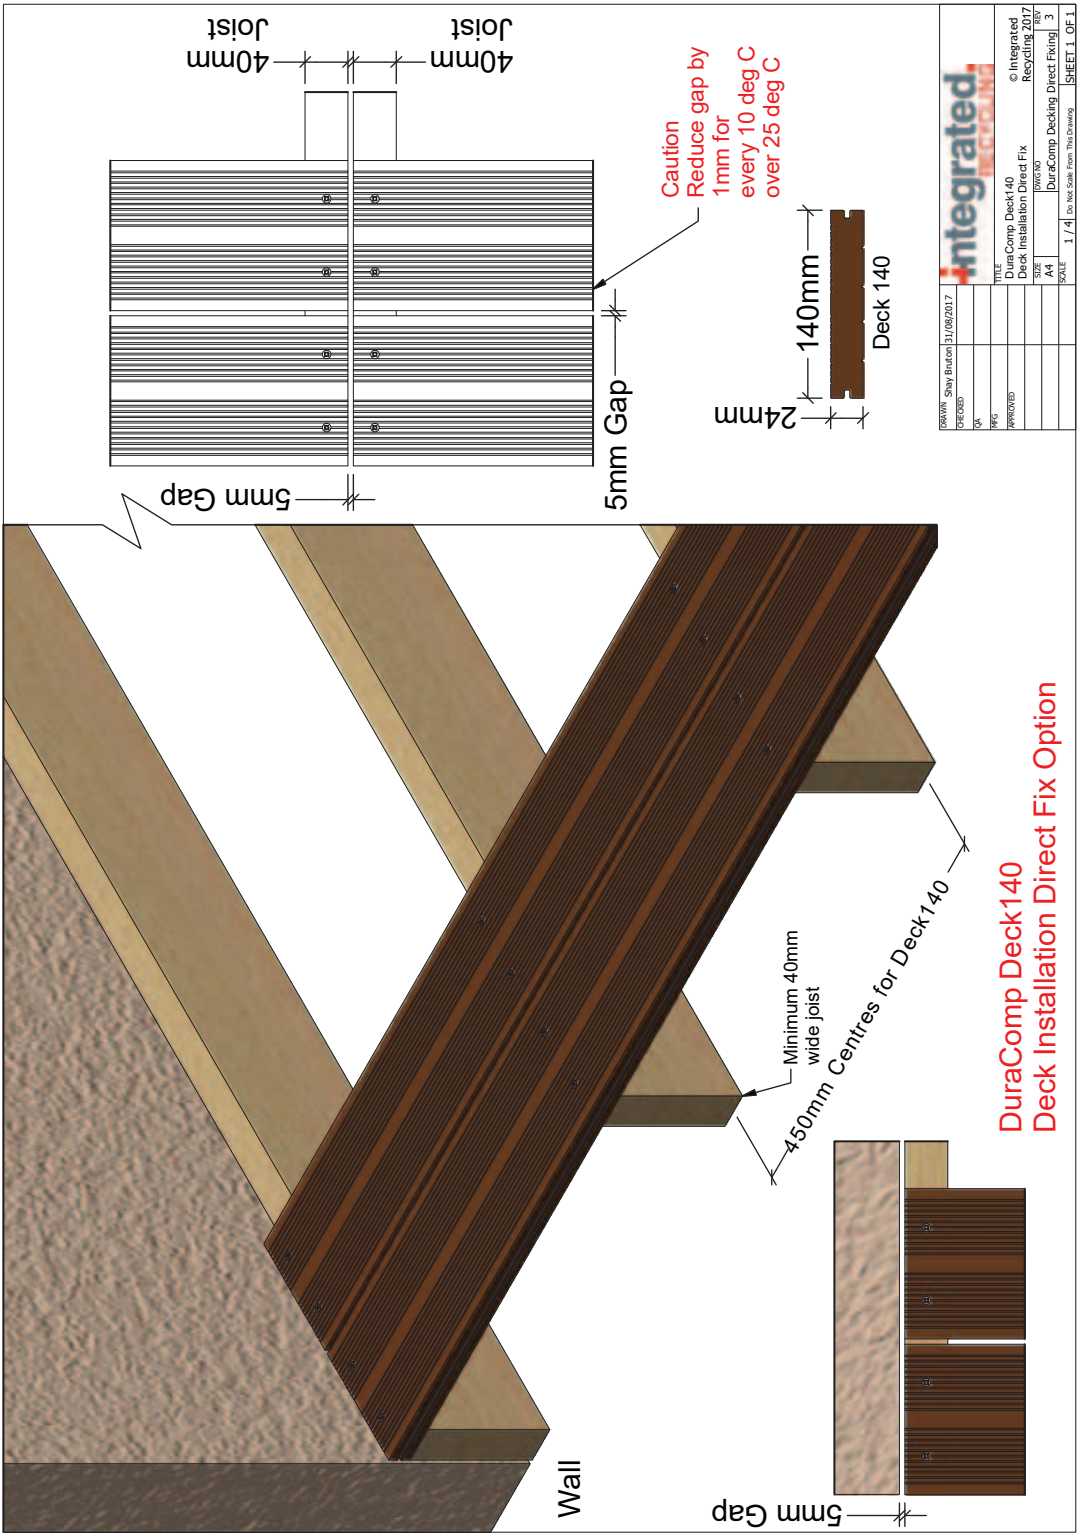 40mm
Joist
40mm
Joist
5mm Gap
5mm Gap
Caution
Reduce gap by
1mm for
every 10 deg C
over 25 deg C
140mm
24mm
Deck 140
Wall
5mm Gap
Minimum 40mm
wide joist
450mm Centres for Deck140
DuraComp Deck140
Deck Installation Direct Fix Option
DRAWN
Shay Bruton 31/08/2017
CHECKED
QA
MFG
APPROVED
integrated
RECYCLING
TITLE
DuraComp Deck140
Deck Installation Direct Fix
© Integrated
Recycling 2017
SIZE
A4
DWG NO
DuraComp Decking Direct Fixing
REV
3
SCALE
1 / 4
Do Not Scale From This Drawing
SHEET 1 OF 1